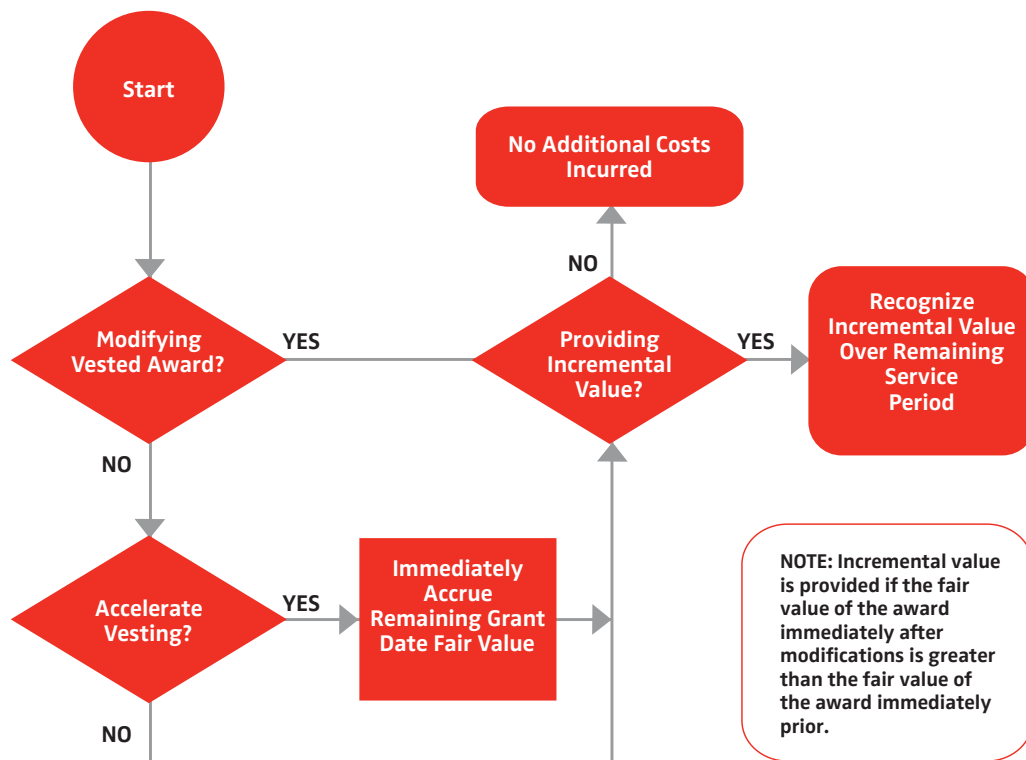 Start
No Additional Costs
Incurred
NO
Modifying
Vested Award?
YES
Providing
Incremental
Value?
YES
Recognize
Incremental Value
Over Remaining
Service
Period
NO
Accelerate
Vesting?
YES
Immediately
Accrue
Remaining Grant
Date Fair Value
NO
NOTE: Incremental value
is provided if the fair
value of the award
immediately after
modifications is greater
than the fair value of
the award immediately
prior.